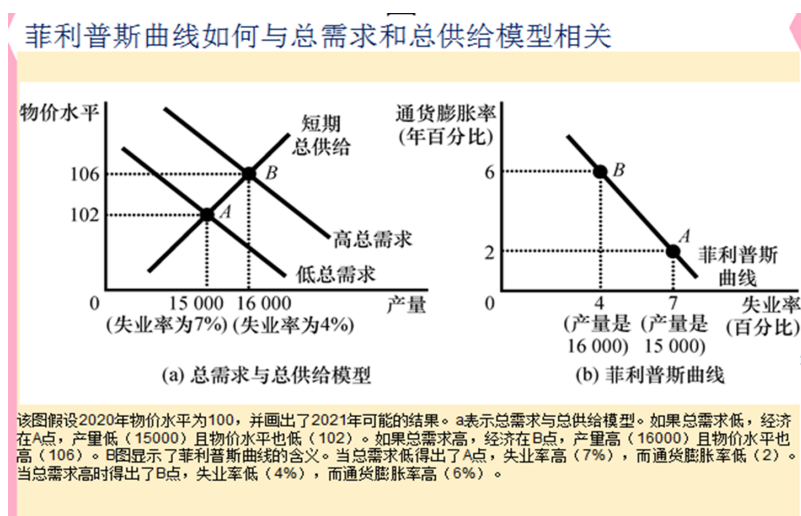 菲利普斯曲线如何与总需求和总供给模型相关
物价水平
短期
总供给
106
B
102
A
高总需求
低总需求
0
15 000
16 000
产量
(失业率为7%)
(失业率为4%)
(a) 总需求与总供给模型
通货膨胀率
(年百分比)
6
B
2
A
菲利普斯
曲线
0
4
7
失业率
(产量是
(产量是
(百分比)
16 000)
15 000)
(b) 菲利普斯曲线
该图假设2020年物价水平为100，并画出了2021年可能的结果。a表示总需求与总供给模型。如果总需求低，经济
在A点，产量低（15000）且物价水平也低（102）。如果总需求高，经济在B点，产量高（16000）且物价水平也
高（106）。B图显示了菲利普斯曲线的含义。当总需求低得出了A点，失业率高（7%），而通货膨胀率低（2）。
当总需求高时得出了B点，失业率低（4%），而通货膨胀率高（6%）。